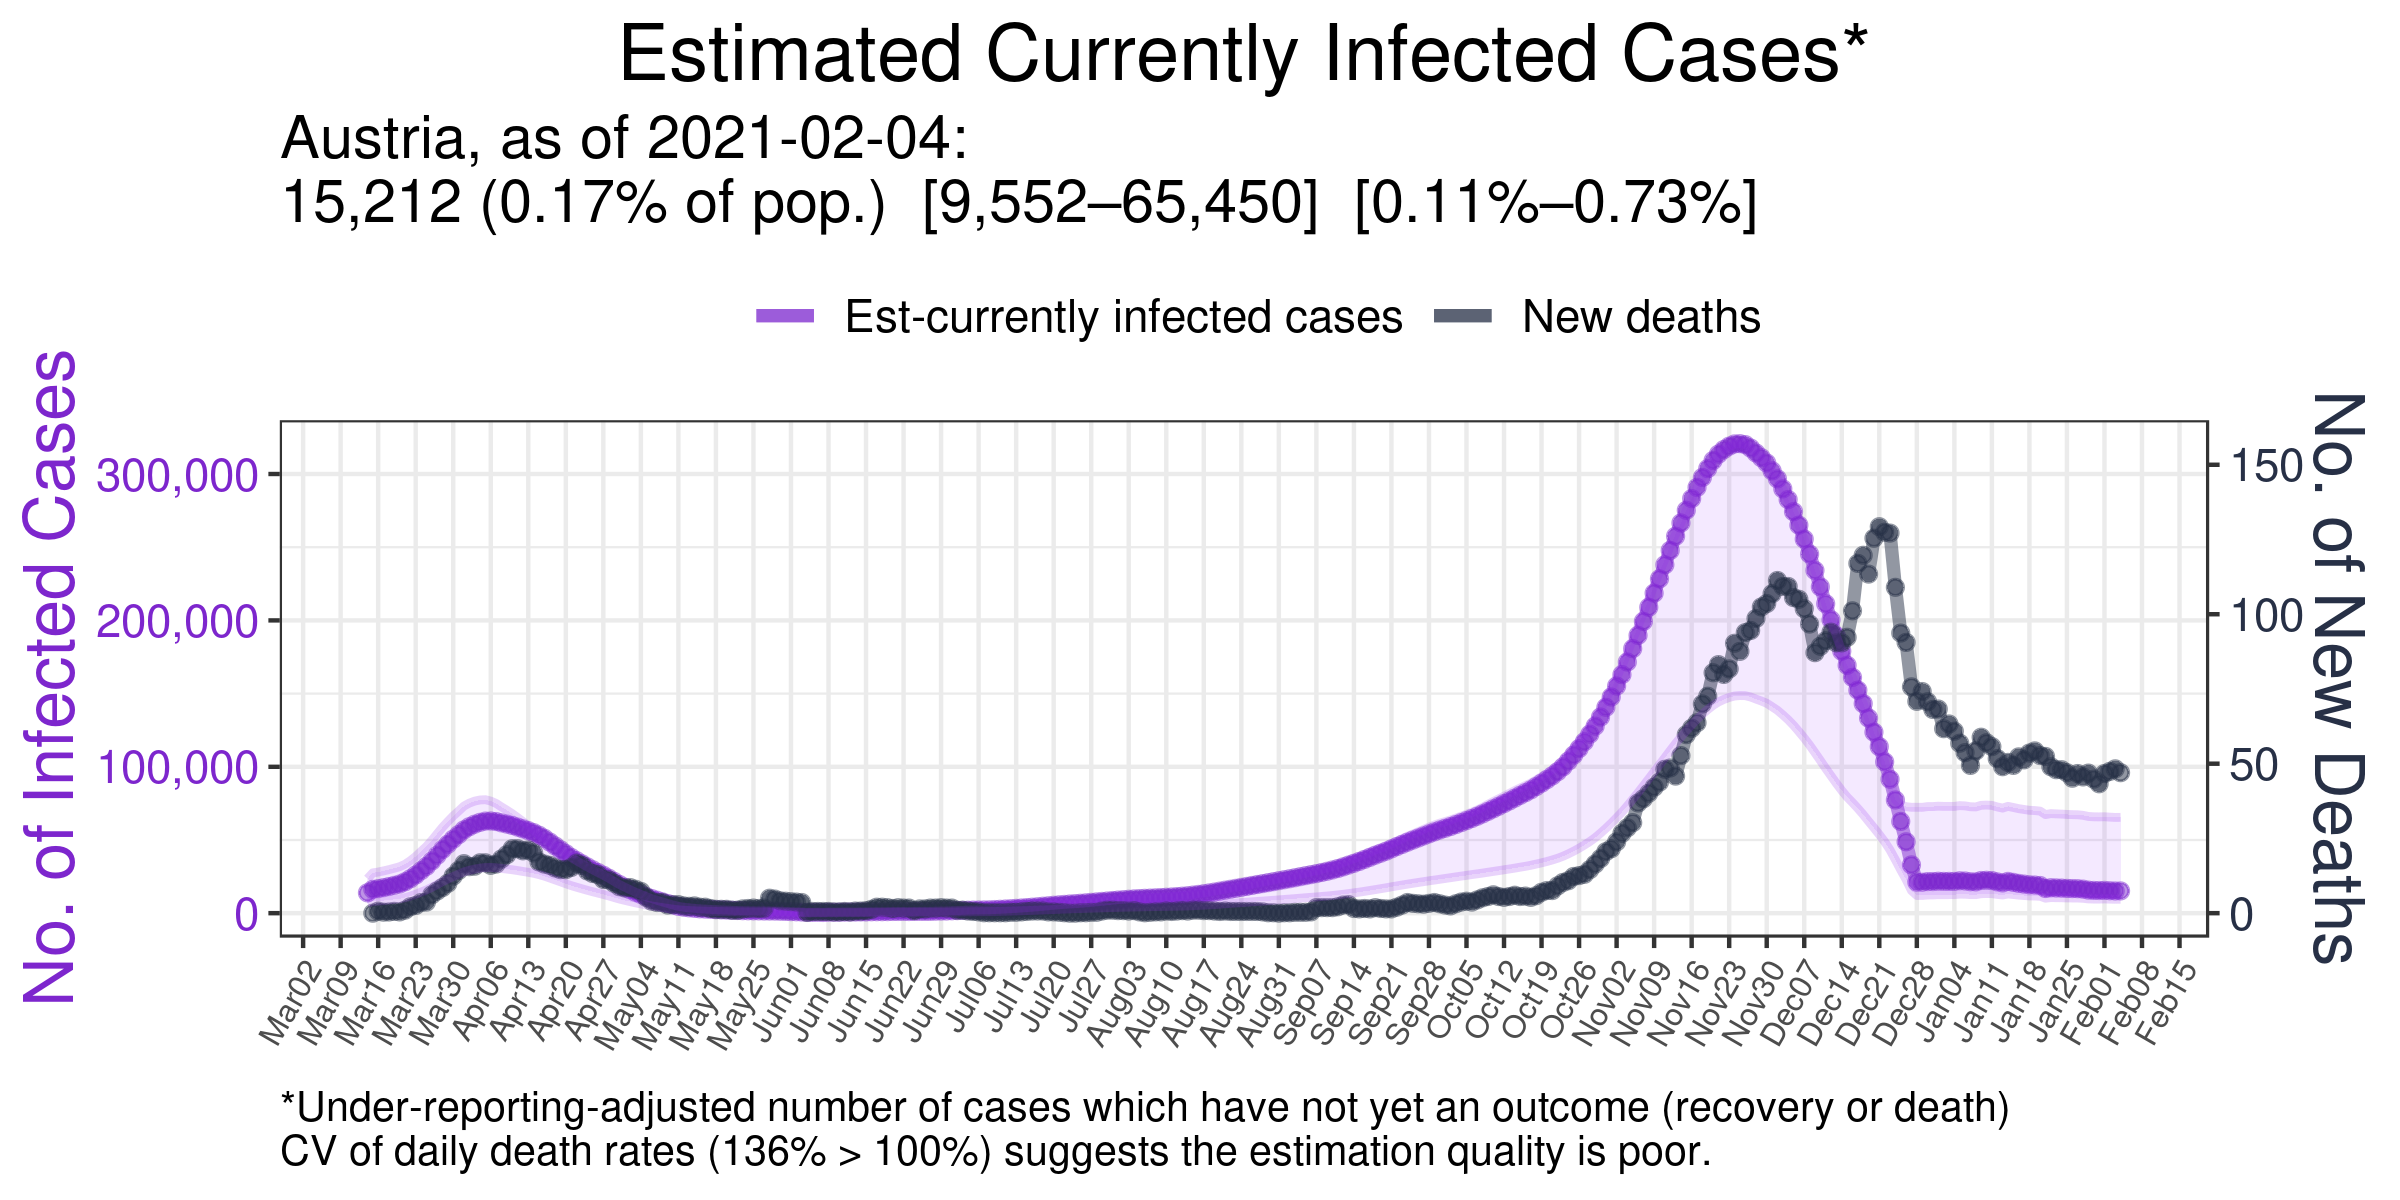 Estimated Currently Infected Cases*
Austria, as of 2021-02-04:
15,212 (0.17% of pop.) [9,552–65,450] [0.11%–0.73%]
Est-currently infected cases
New deaths
No. of Infected Cases
300,000
200,000
100,000
0
150
100
50
0
No. of New Deaths
Mar02
Mar09
Mar16
Mar23
Mar30
Apr06
Apr13
Apr20
Apr27
May04
May11
May18
May25
Jun01
Jun08
Jun15
Jun22
Jun29
Jul06
Jul13
Jul20
Jul27
Aug03
Aug10
Aug17
Aug24
Aug31
Sep07
Sep14
Sep21
Sep28
Oct05
Oct12
Oct19
Oct26
Nov02
Nov09
Nov16
Nov23
Nov30
Dec07
Dec14
Dec21
Dec28
Jan04
Jan11
Jan18
Jan25
Feb01
Feb08
Feb15
*Under-reporting-adjusted number of cases which have not yet an outcome (recovery or death)
CV of daily death rates (136% > 100%) suggests the estimation quality is poor.